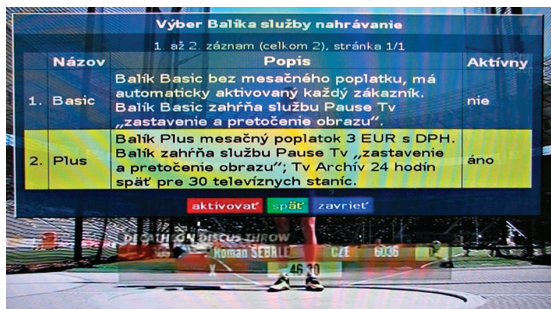 Výber Balíka služby nahrávanie
1. až 2. záznam (celkom 2), stránka 1/1
Názov Popis Aktívny
1. Basic Balík Basic bez mesačného poplatku, má
automaticky aktivovaný každý zákazník. nie
Balík Basic zahŕňa službu Pause Tv
„zastavenie a pretočenie obrazu".
2. Plus Balík Plus mesačný poplatok 3 EUR s DPH. áno
Balík zahŕňa službu Pause Tv „zastavenie
a pretočenie obrazu"; Tv Archív 24 hodín
späť pre 30 televíznych staníc.
aktivovať späť zavrieť
DECATHLON DISCUS THROW
Roman ŠEBRLE CZE 6036
X 46.20